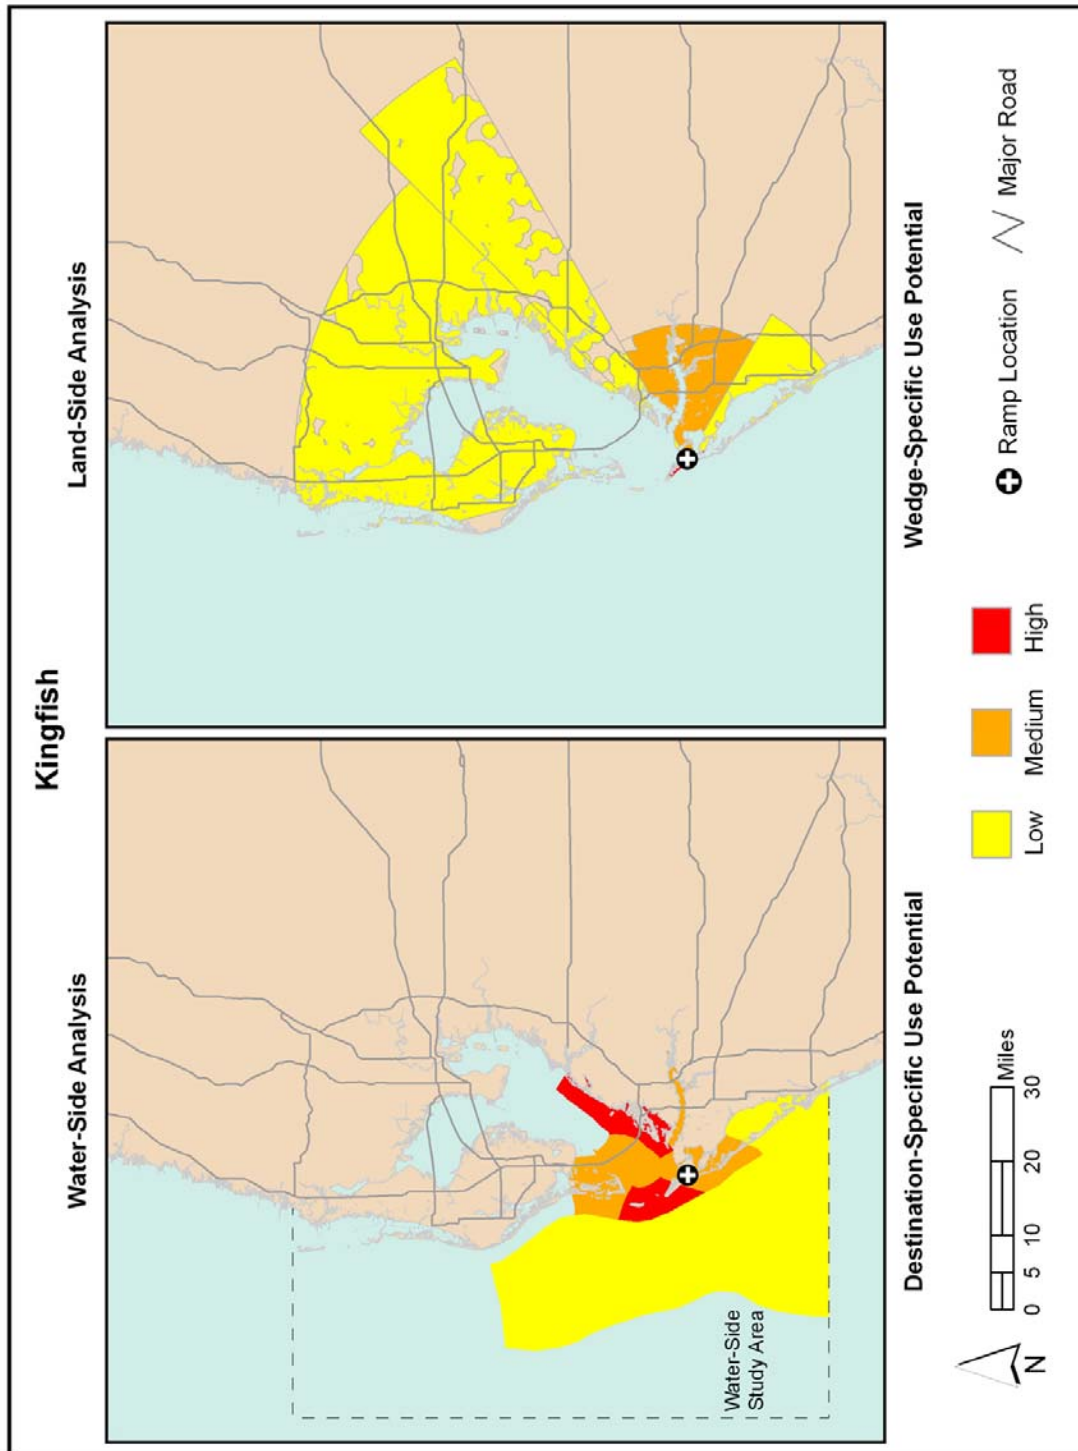 Kingfish
Water-Side Analysis
Land-Side Analysis
Water-Side
Study Area
Destination-Specific Use Potential
Wedge-Specific Use Potential
N
0 5 10 20 30
Miles
Low
Medium
High
Ramp Location
Major Road